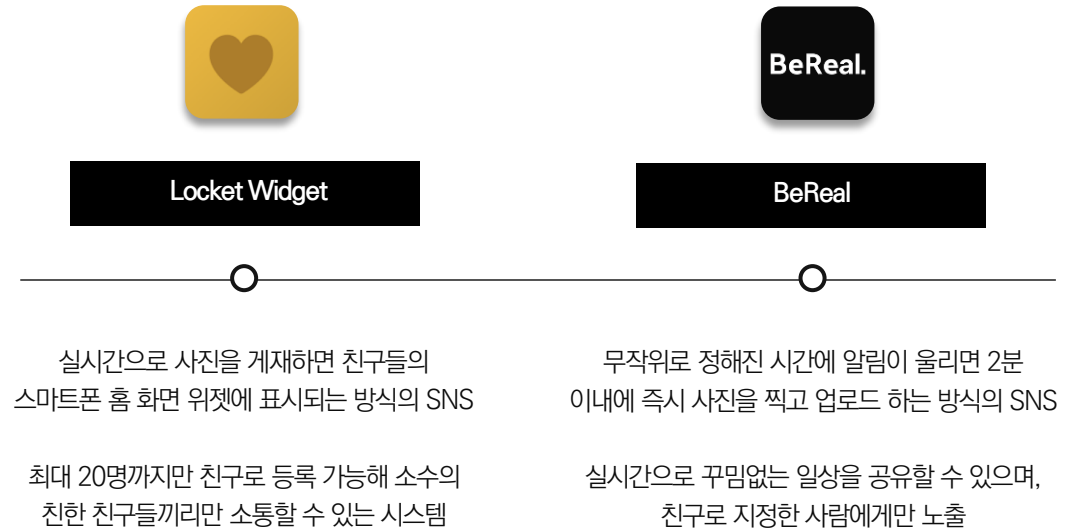 BeReal.
Locket Widget
BeReal
실시간으로 사진을 게재하면 친구들의
스마트폰 홈 화면 위젯에 표시되는 방식의 SNS
최대 20명까지만 친구로 등록 가능해 소수의
친한 친구들끼리만 소통할 수 있는 시스템
무작위로 정해진 시간에 알림이 울리면 2분
이내에 즉시 사진을 찍고 업로드 하는 방식의 SNS
실시간으로 꾸밈없는 일상을 공유할 수 있으며,
친구로 지정한 사람에게만 노출